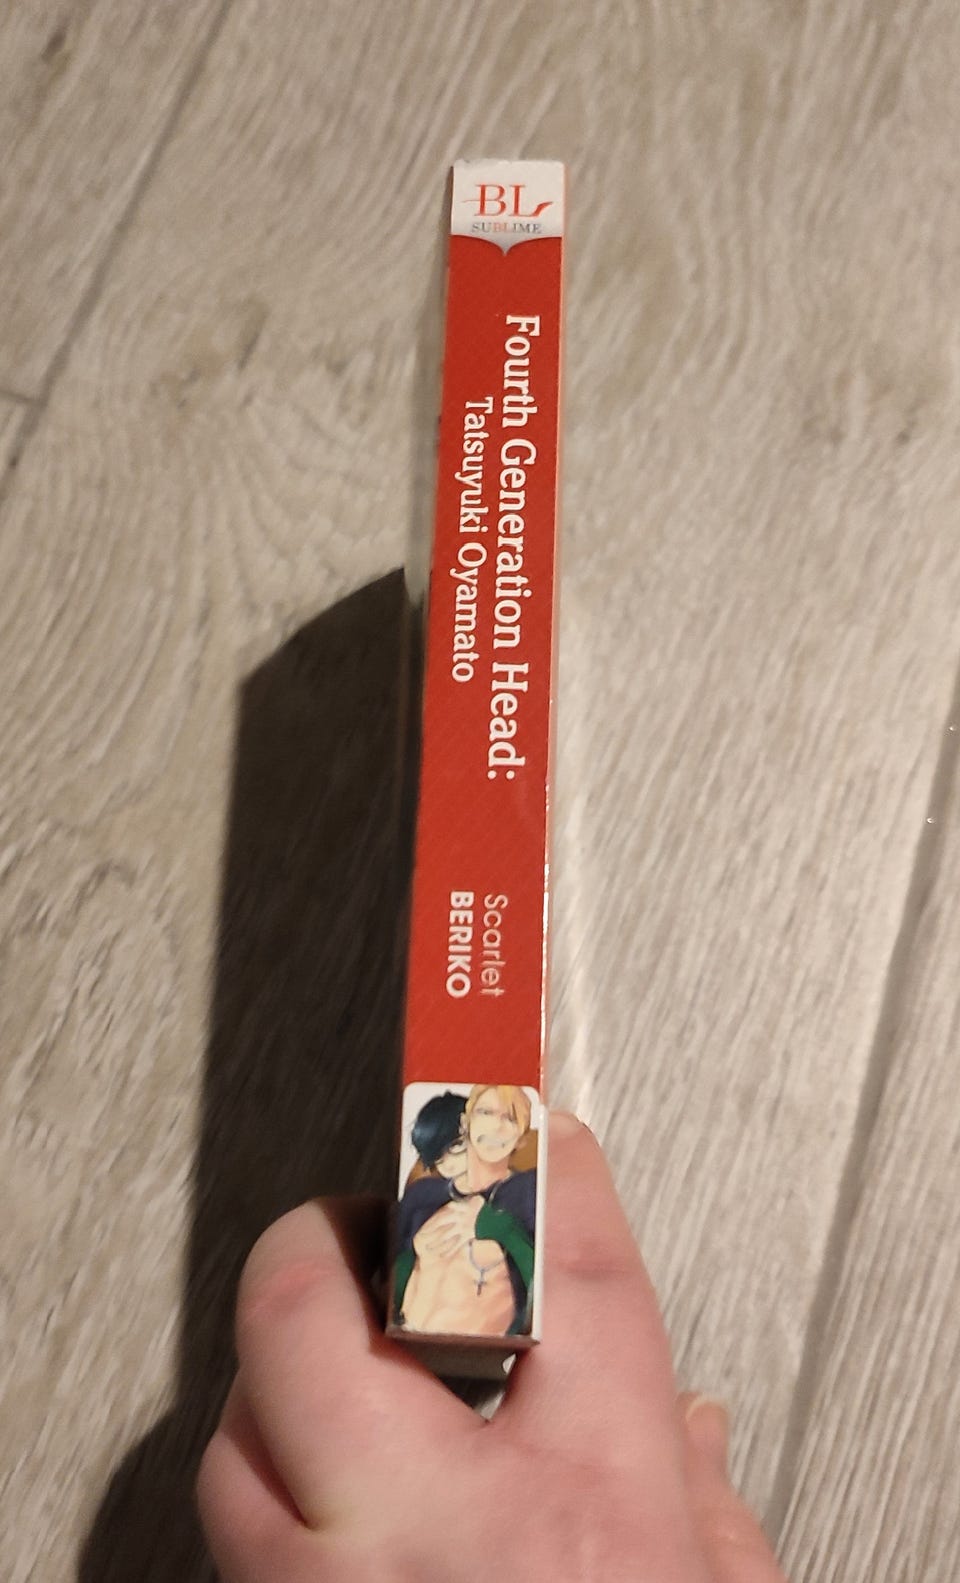 BL
SUBLIME
Fourth Generation Head:
Tatsuyuki Oyamato
Scarlet
BERIKO